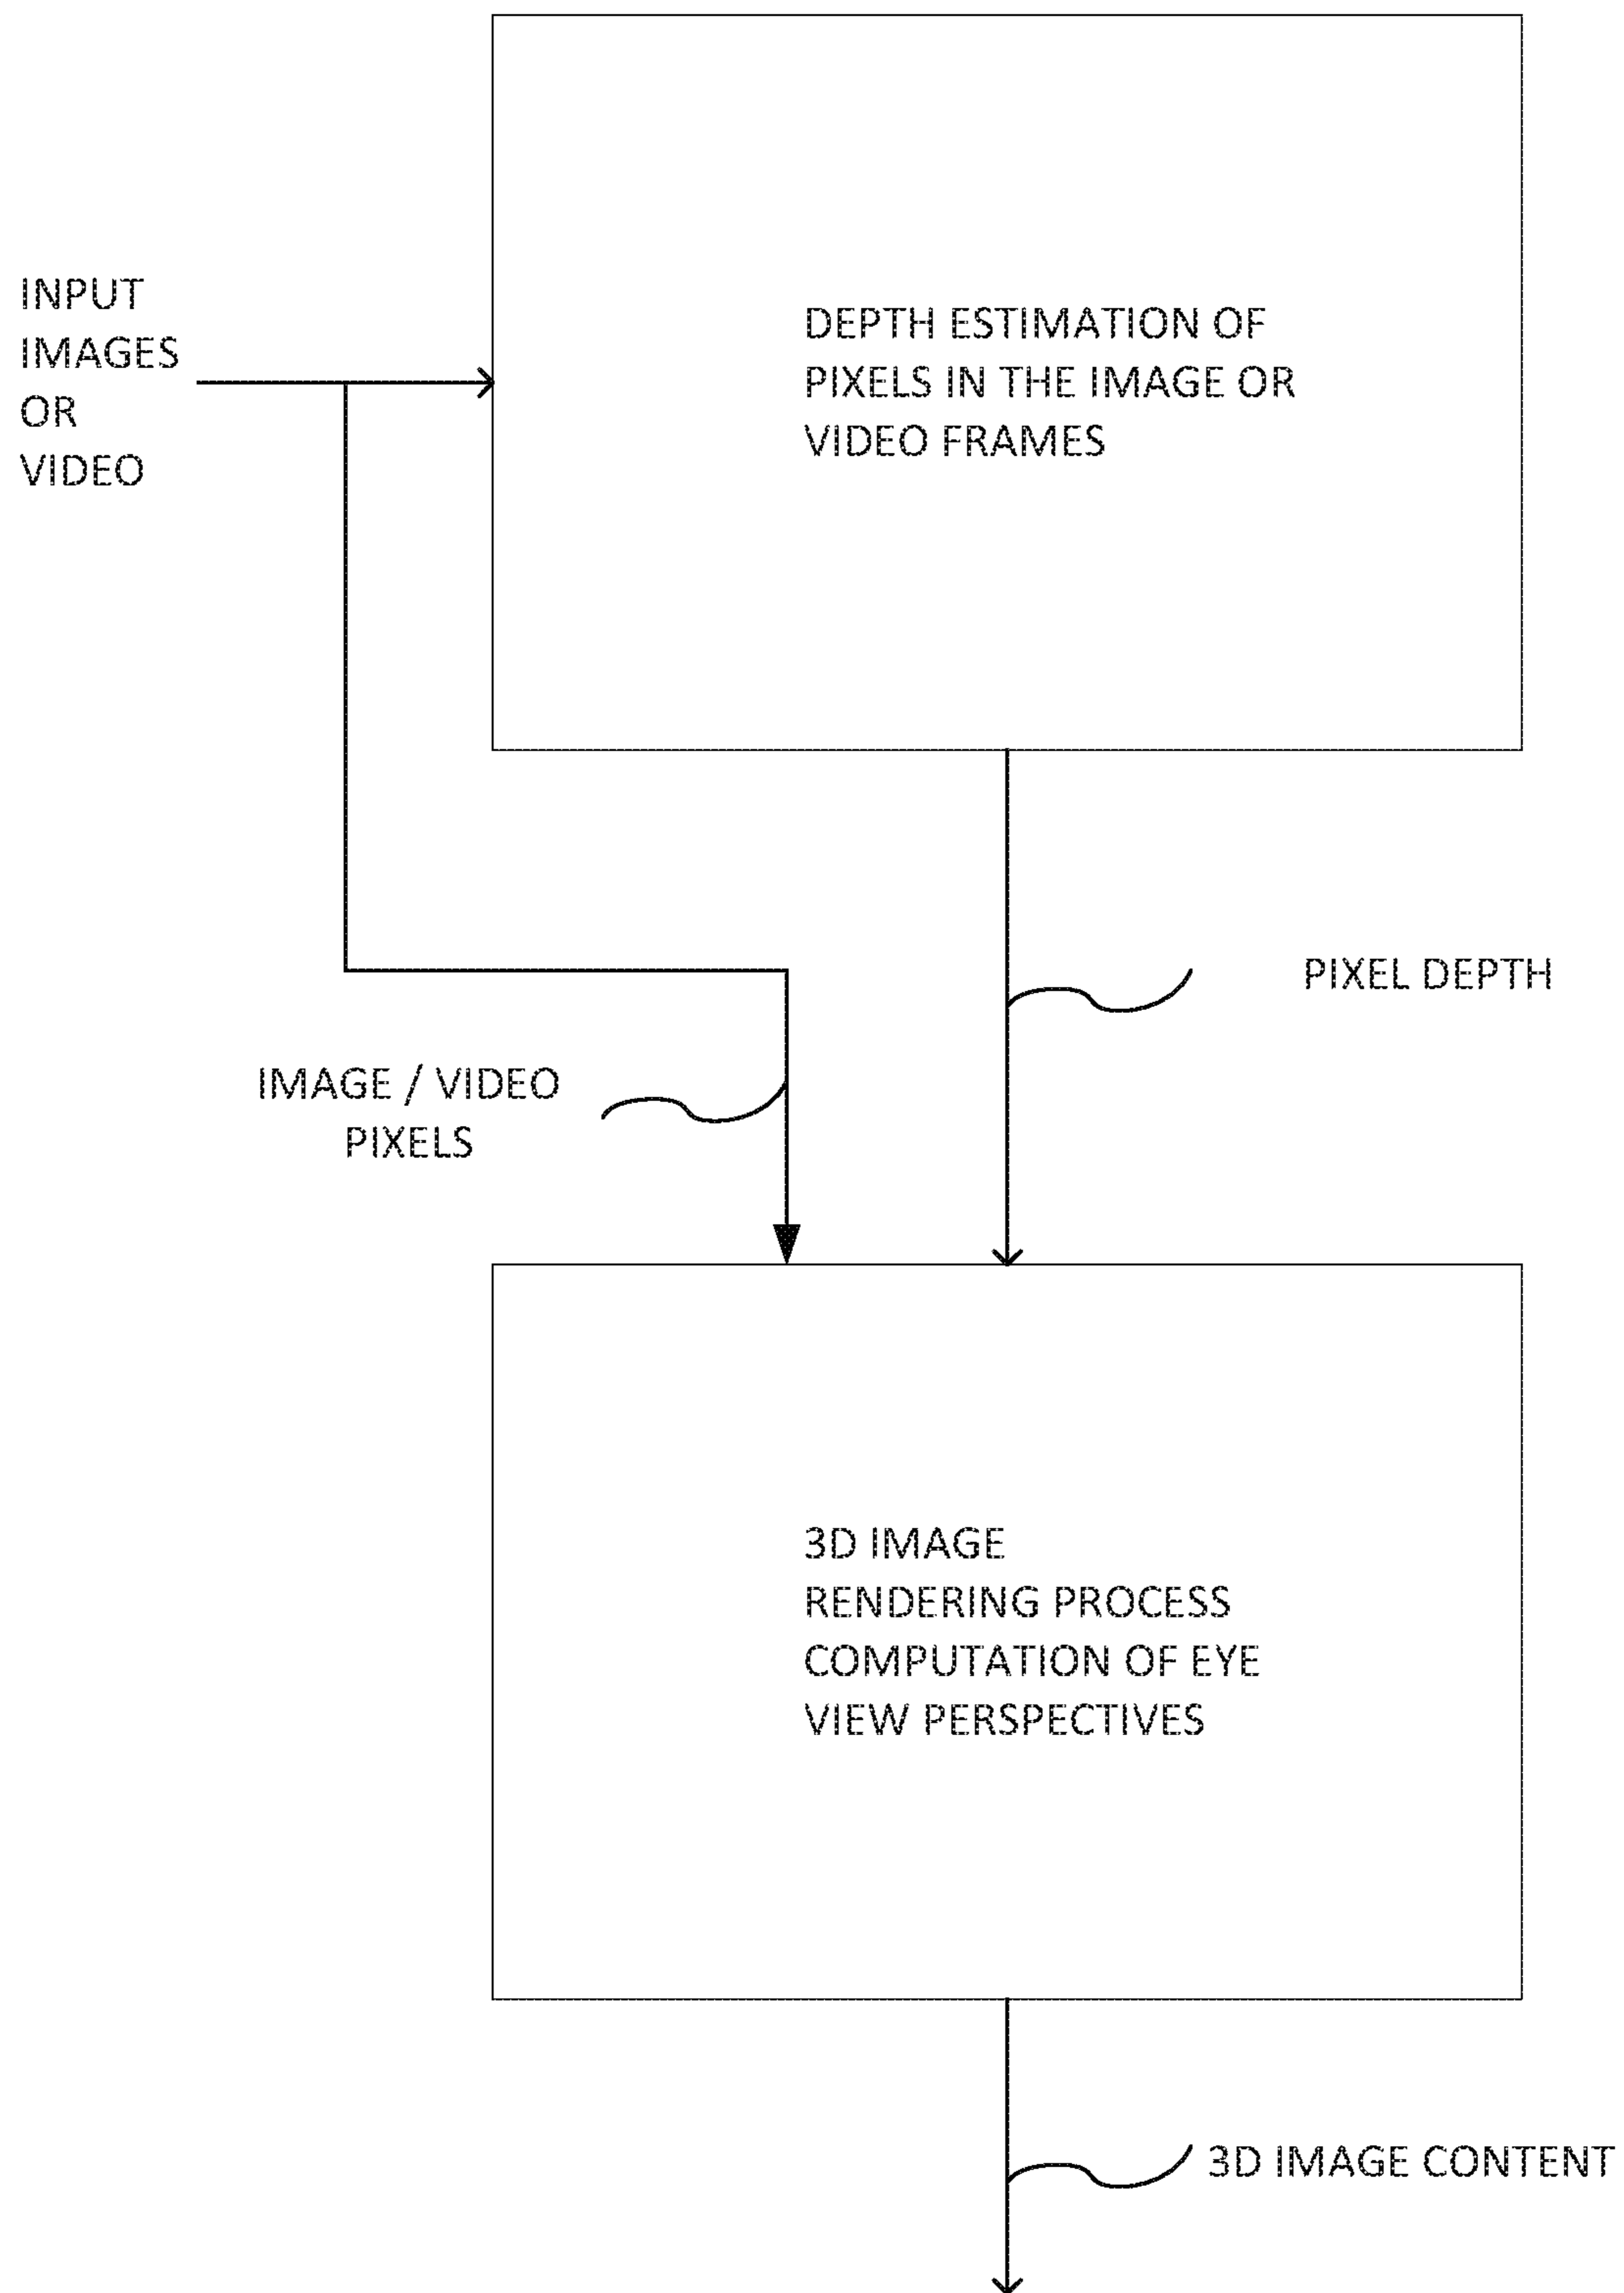 INPUT
IMAGES
OR
VIDEO
DEPTH ESTIMATION OF
PIXELS IN THE IMAGE OR
VIDEO FRAMES
PIXEL DEPTH
IMAGE / VIDEO
PIXELS
3D IMAGE
RENDERING PROCESS
COMPUTATION OF EYE
VIEW PERSPECTIVES
3D IMAGE CONTENT